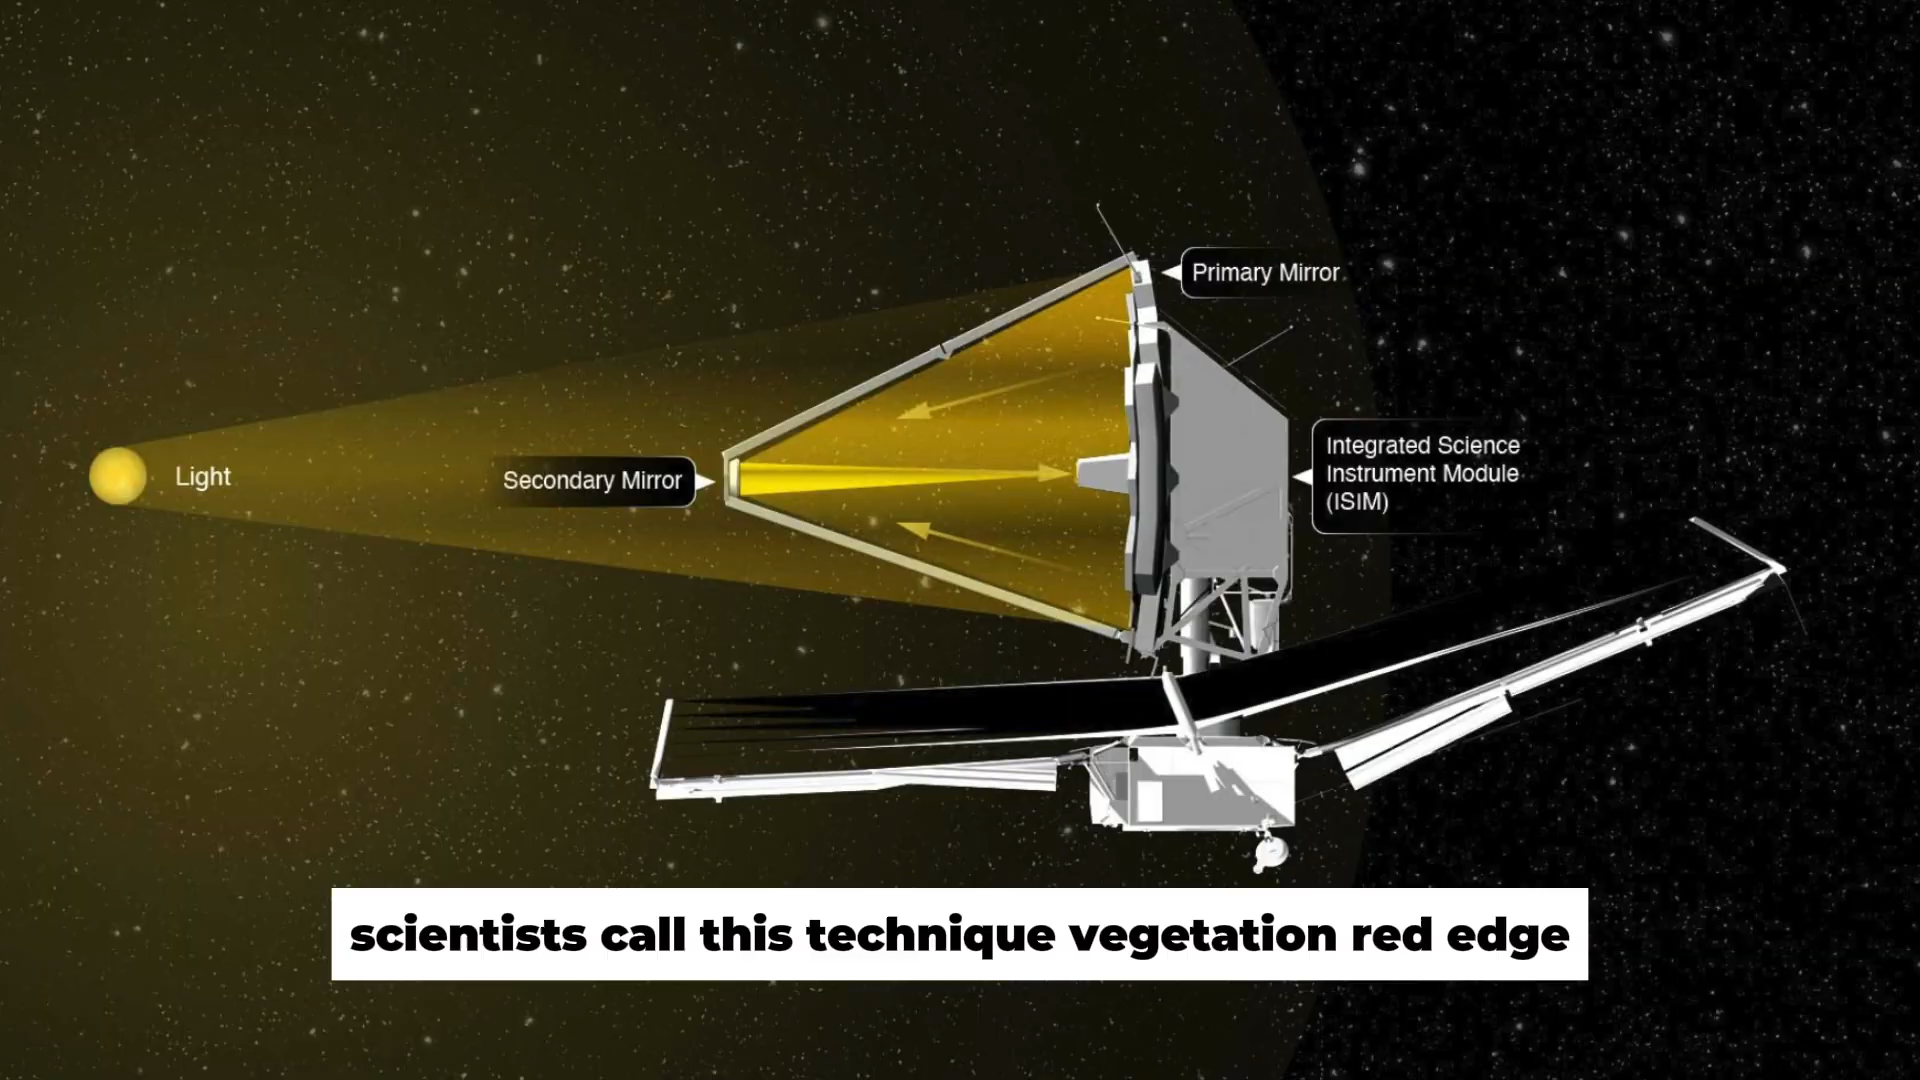 Primary Mirror
Light
Secondary Mirror
Integrated Science
Instrument Module
(ISIM)
scientists call this technique vegetation red edge